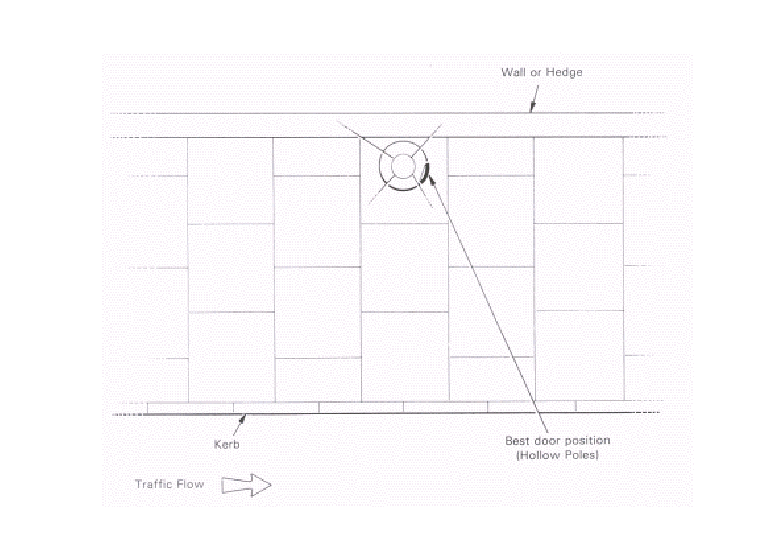 Wall or Hedge
Kerb
Best door position
(Hollow Poles)
Traffic Flow